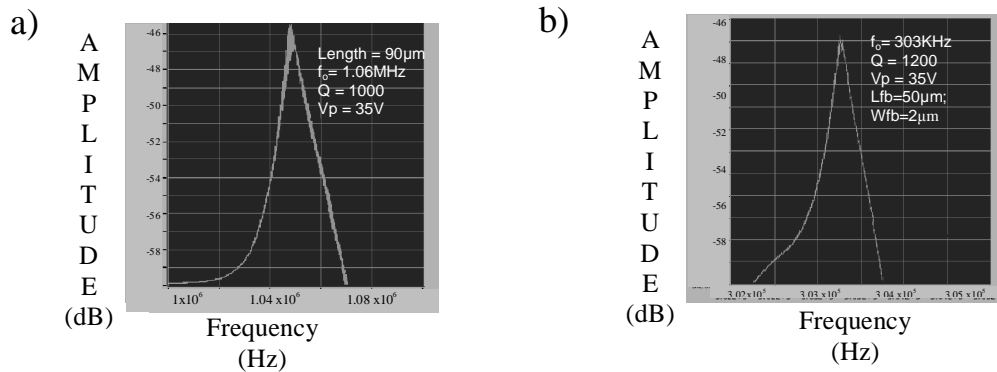 a)
A
M
P
L
I
T
U
D
E
(dB)
-46
-48
-50
-52
-54
-56
-58
Length = 90µm
fo= 1.06MHz
Q = 1000
Vp = 35V
1x10⁶
1.04 x10⁶
1.08 x10⁶
Frequency
(Hz)
b)
A
M
P
L
I
T
U
D
E
(dB)
-46
-48
-50
-52
-54
-56
-58
fo= 303KHz
Q = 1200
Vp = 35V
Lfb=50µm;
Wfb=2µm
3.02 x10⁵
3.03 x10⁵
3.04 x10⁵
3.05 x10⁵
Frequency
(Hz)